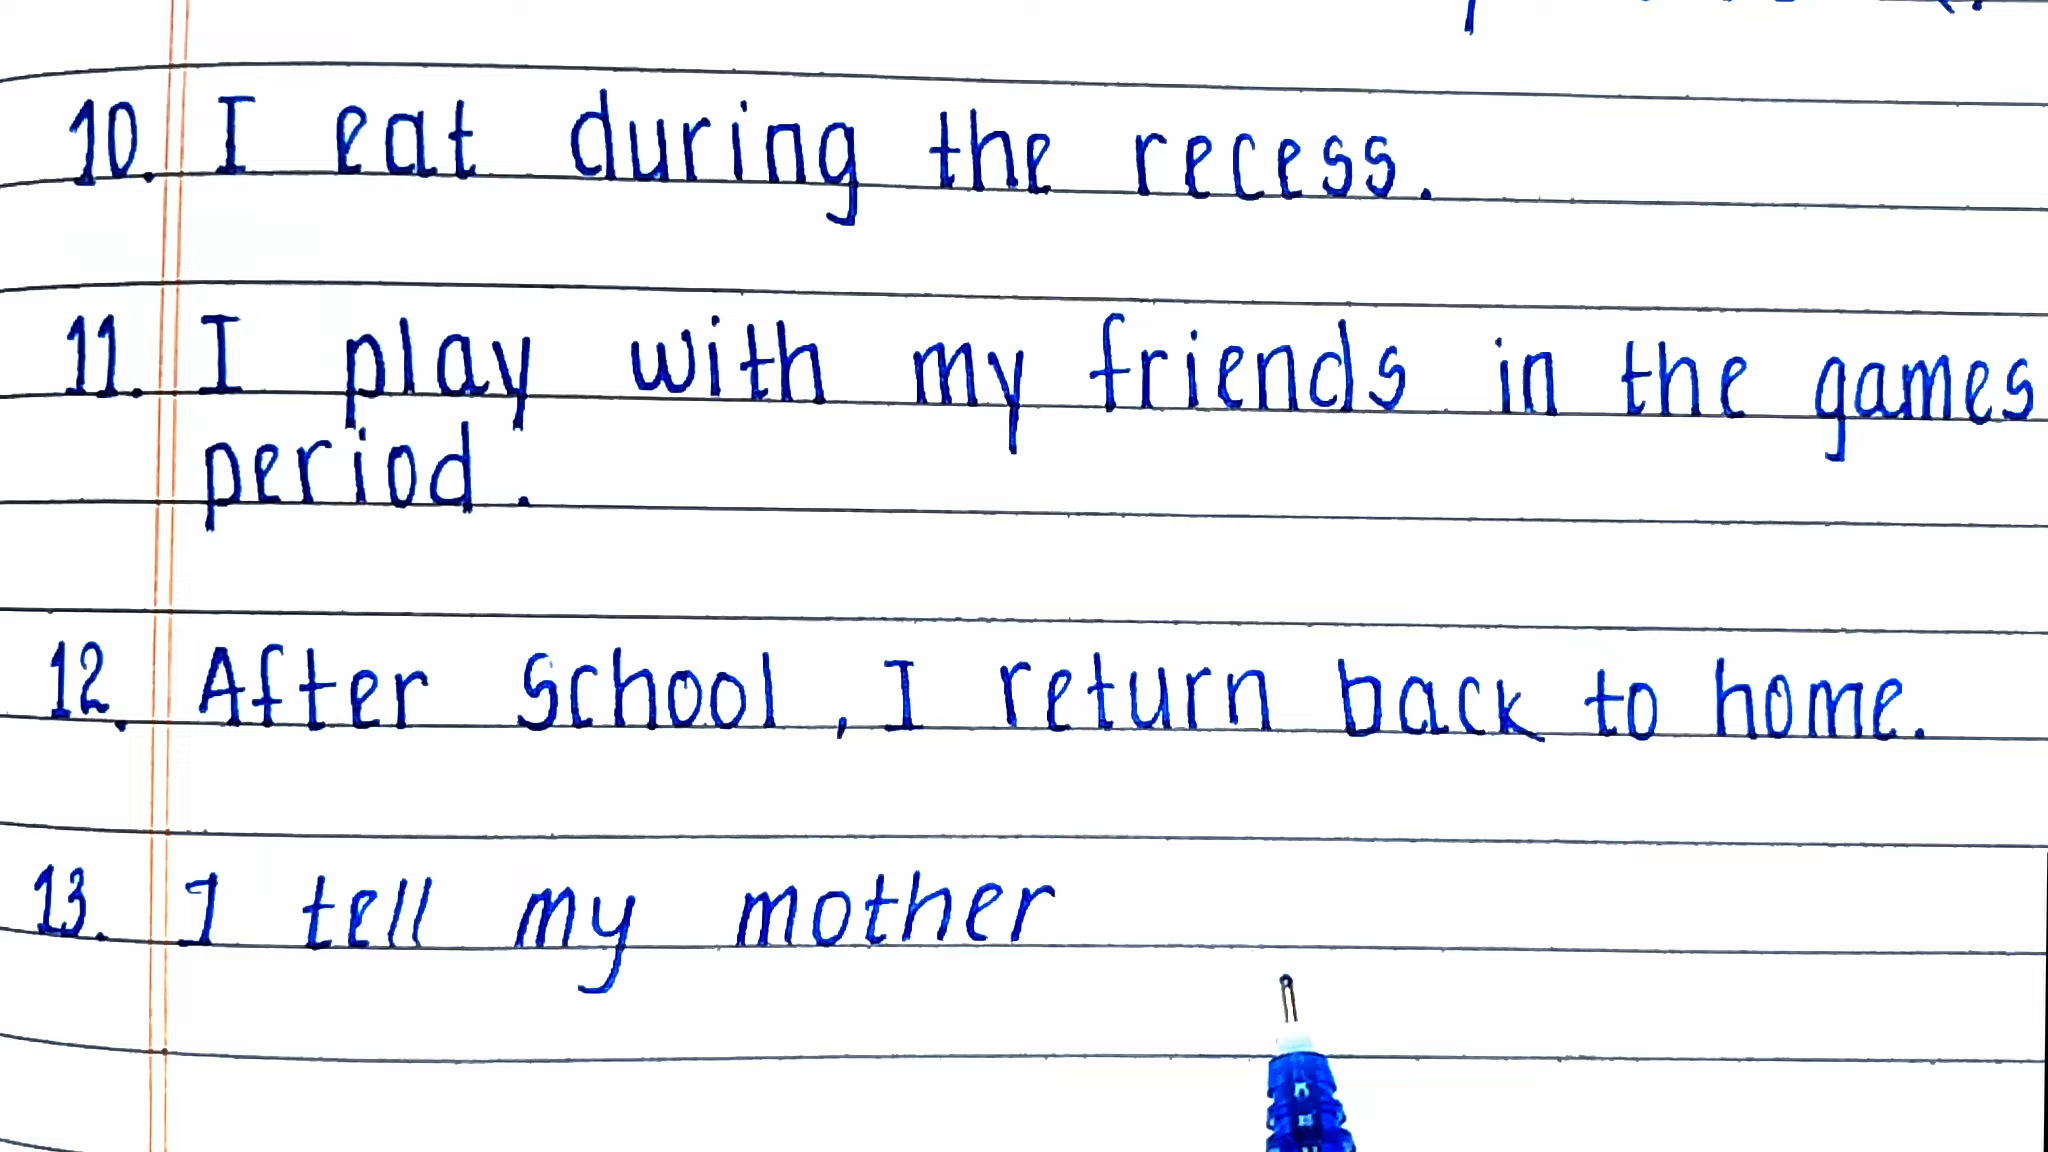 10. I eat during the recess.
11. I play with my friends in the games
period.
12. After school, I return back to home.
13. I tell my mother